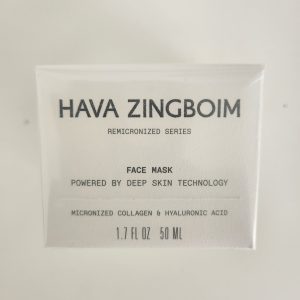 HAVA ZINGBOIM
REMICRONIZED SERIES
FACE MASK
POWERED BY DEEP SKIN TECHNOLOGY
MICRONIZED COLLAGEN & HYALURONIC ACID
1.7 FL OZ 50 ML